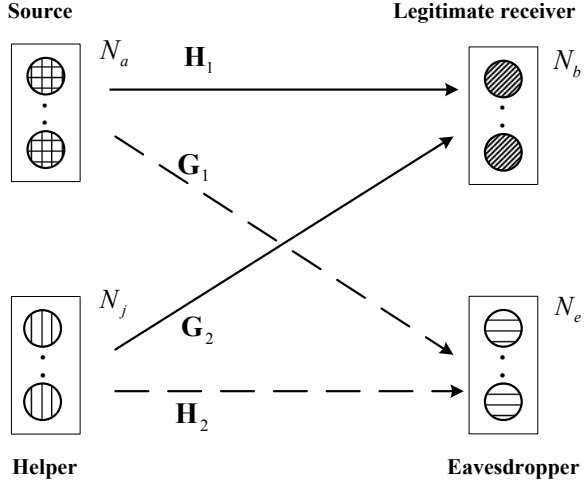 Source
Legitimate receiver
N_a
H_1
N_b
G_1
N_j
G_2
N_e
H_2
Helper
Eavesdropper